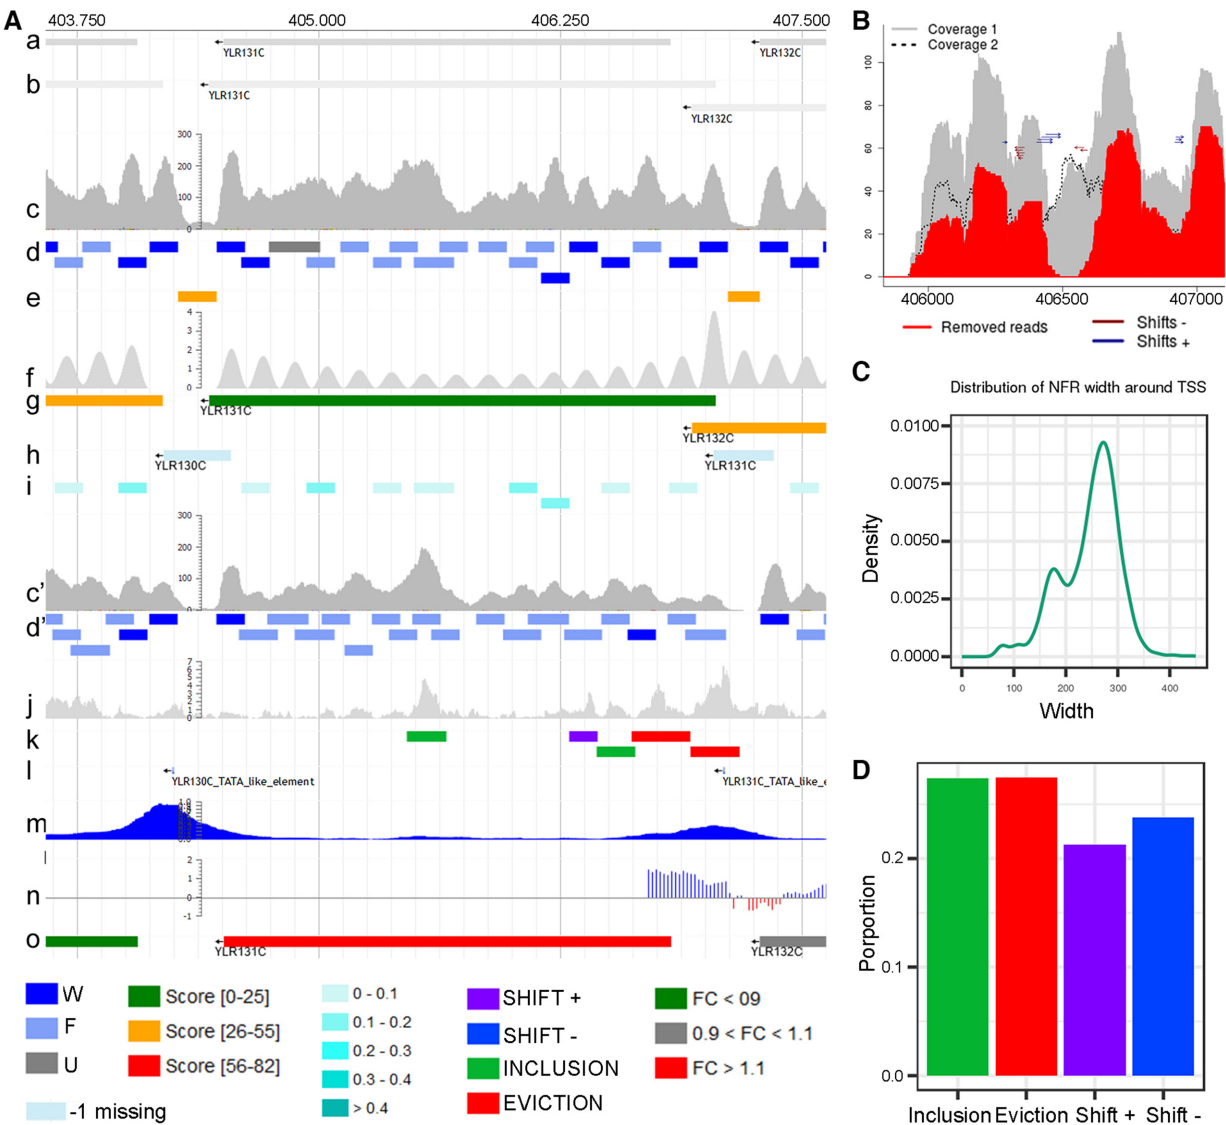 A
403.750 405.000 406.250 407.500
a
YLR131C YLR132C
b
YLR131C
YLR132C
300
200
100
0
c
d
e
4
3
2
1
0
f
g
YLR131C
YLR132C
h
YLR130C YLR131C
i
300
200
100
0
c'
d'
7
6
5
4
3
2
1
0
j
k
l
YLR130C_TATA_like_element YLR131C_TATA_like_e
m
1.0
0.0
2
1
0
-1
n
o
YLR131C YLR132C
W
F
U
-1 missing
Score [0-25]
Score [26-55]
Score [56-82]
0 - 0.1
0.1 - 0.2
0.2 - 0.3
0.3 - 0.4
> 0.4
SHIFT +
SHIFT -
INCLUSION
EVICTION
FC < 09
0.9 < FC < 1.1
FC > 1.1
B
Coverage 1
Coverage 2
100
80
60
40
20
0
406000 406500 407000
Removed reads
Shifts -
Shifts +
C
Distribution of NFR width around TSS
Density
0.0100
0.0075
0.0050
0.0025
0.0000
0 100 200 300 400
Width
D
Porportion
0.2
0.1
0.0
Inclusion Eviction Shift + Shift -